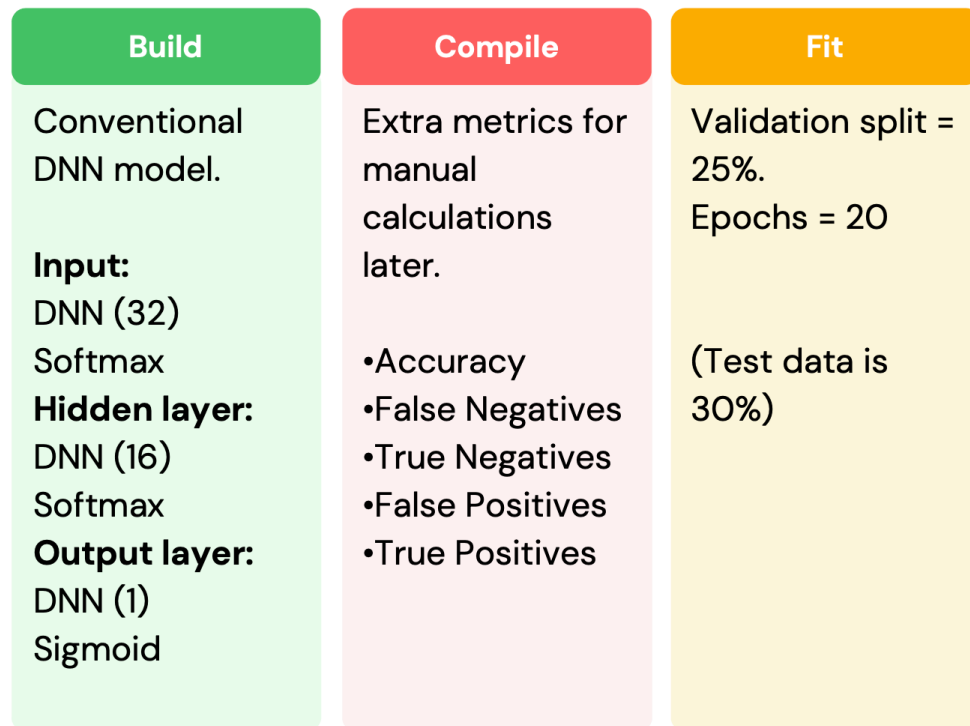 Build
Conventional
DNN model.
Input:
DNN (32)
Softmax
Hidden layer:
DNN (16)
Softmax
Output layer:
DNN (1)
Sigmoid
Compile
Extra metrics for
manual
calculations
later.
•Accuracy
•False Negatives
•True Negatives
•False Positives
•True Positives
Fit
Validation split =
25%.
Epochs = 20
(Test data is
30%)